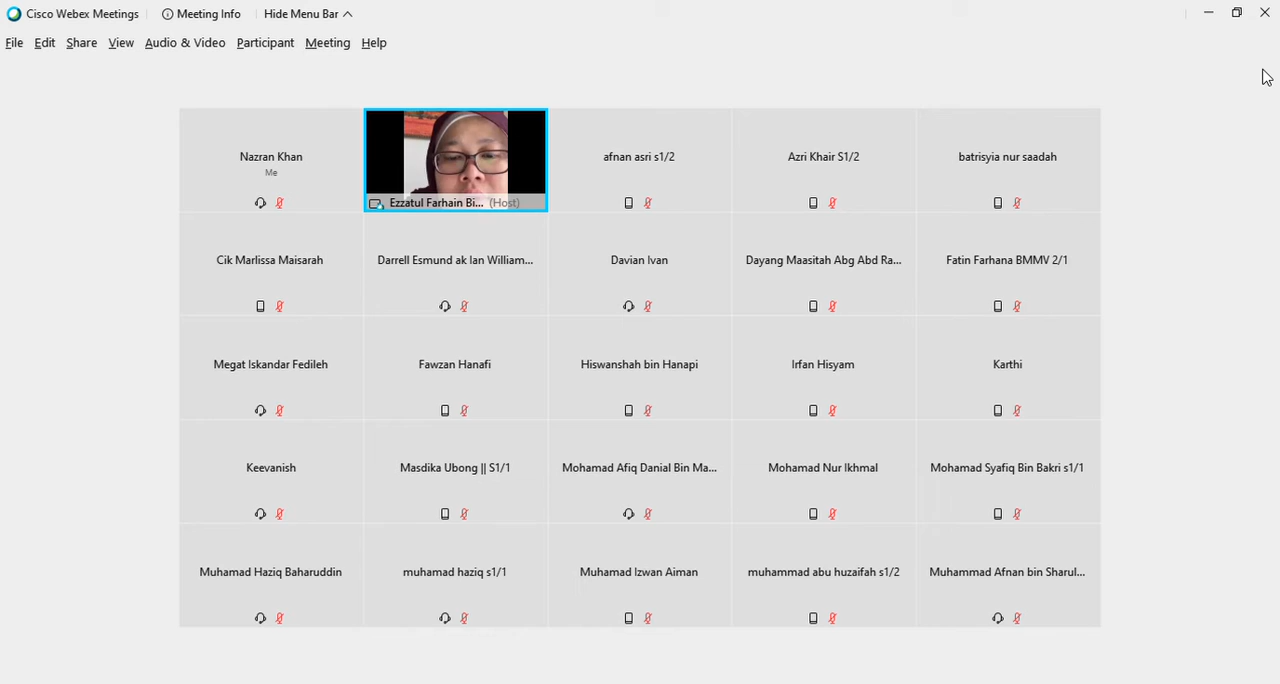 Cisco Webex Meetings Meeting Info Hide Menu Bar
File Edit Share View Audio & Video Participant Meeting Help
Nazran Khan
Me
Ezzatul Farhain Bi... (Host)
afnan asri s1/2
Azri Khair S1/2
batrisyia nur saadah
Cik Marlissa Maisarah
Darrell Esmund ak Ian William...
Davian Ivan
Dayang Maasitah Abg Abd Ra...
Fatin Farhana BMMV 2/1
Megat Iskandar Fedileh
Fawzan Hanafi
Hiswanshah bin Hanapi
Irfan Hisyam
Karthi
Keevanish
Masdika Ubong || S1/1
Mohamad Afiq Danial Bin Ma...
Mohamad Nur Ikhmal
Mohamad Syafiq Bin Bakri s1/1
Muhamad Haziq Baharuddin
muhamad haziq s1/1
Muhamad Izwan Aiman
muhammad abu huzaifah s1/2
Muhammad Afnan bin Sharul...